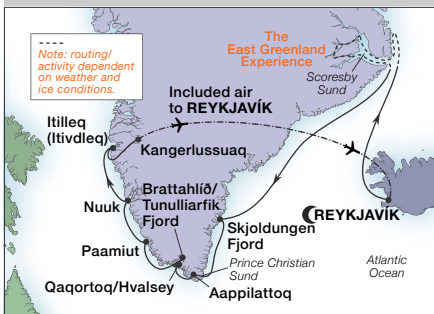 ----
Note: routing/
activity dependent
on weather and
ice conditions.
The
East Greenland
Experience
Scoresby
Sund
Included air
to REYKJAVÍK
Itilleq
(Itivdleq)
Kangerlussuaq
Brattahlíð/
Tunulliarfik
Fjord
Nuuk
REYKJAVÍK
Skjoldungen
Fjord
Paamiut
Prince Christian
Sund
Atlantic
Ocean
Qaqortoq/Hvalsey
Aappilattoq